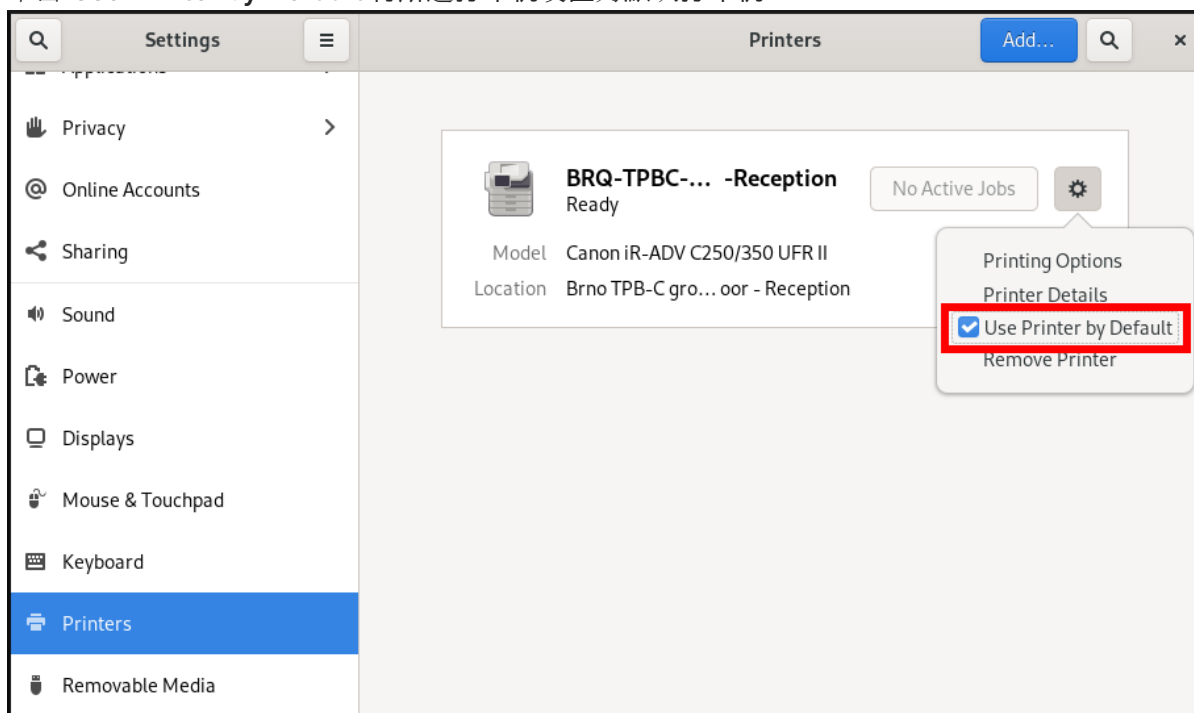 Settings
Printers
Add...
Privacy
Online Accounts
Sharing
Sound
Power
Displays
Mouse & Touchpad
Keyboard
Printers
Removable Media
BRQ-TPBC-... -Reception
No Active Jobs
Ready
Model Canon iR-ADV C250/350 UFR II
Location Brno TPB-C gro... oor - Reception
Printing Options
Printer Details
Use Printer by Default
Remove Printer